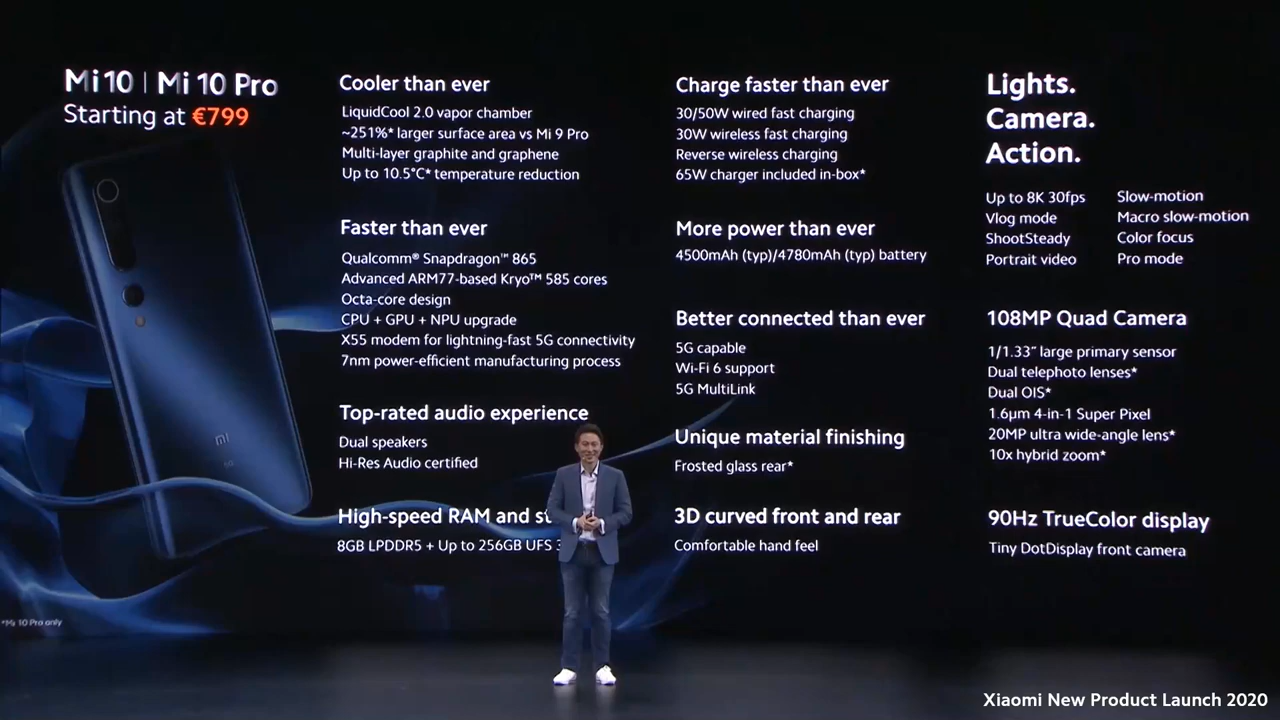 Mi 10 | Mi 10 Pro
Starting at €799
Cooler than ever
LiquidCool 2.0 vapor chamber
~251%* larger surface area vs Mi 9 Pro
Multi-layer graphite and graphene
Up to 10.5°C* temperature reduction
Faster than ever
Qualcomm® Snapdragon™ 865
Advanced ARM77-based Kryo™ 585 cores
Octa-core design
CPU + GPU + NPU upgrade
X55 modem for lightning-fast 5G connectivity
7nm power-efficient manufacturing process
Top-rated audio experience
Dual speakers
Hi-Res Audio certified
High-speed RAM and
8GB LPDDR5 + Up to 256GB UFS
Charge faster than ever
30/50W wired fast charging
30W wireless fast charging
Reverse wireless charging
65W charger included in-box*
More power than ever
4500mAh (typ)/4780mAh (typ) battery
Better connected than ever
5G capable
Wi-Fi 6 support
5G MultiLink
Unique material finishing
Frosted glass rear*
3D curved front and rear
Comfortable hand feel
Lights.
Camera.
Action.
Up to 8K 30fps
Vlog mode
ShootSteady
Portrait video
Slow-motion
Macro slow-motion
Color focus
Pro mode
108MP Quad Camera
1/1.33″ large primary sensor
Dual telephoto lenses*
Dual OIS*
1.6μm 4-in-1 Super Pixel
20MP ultra wide-angle lens*
10x hybrid zoom*
90Hz TrueColor display
Tiny DotDisplay front camera
mi
5G
*Mi 10 Pro only
Xiaomi New Product Launch 2020